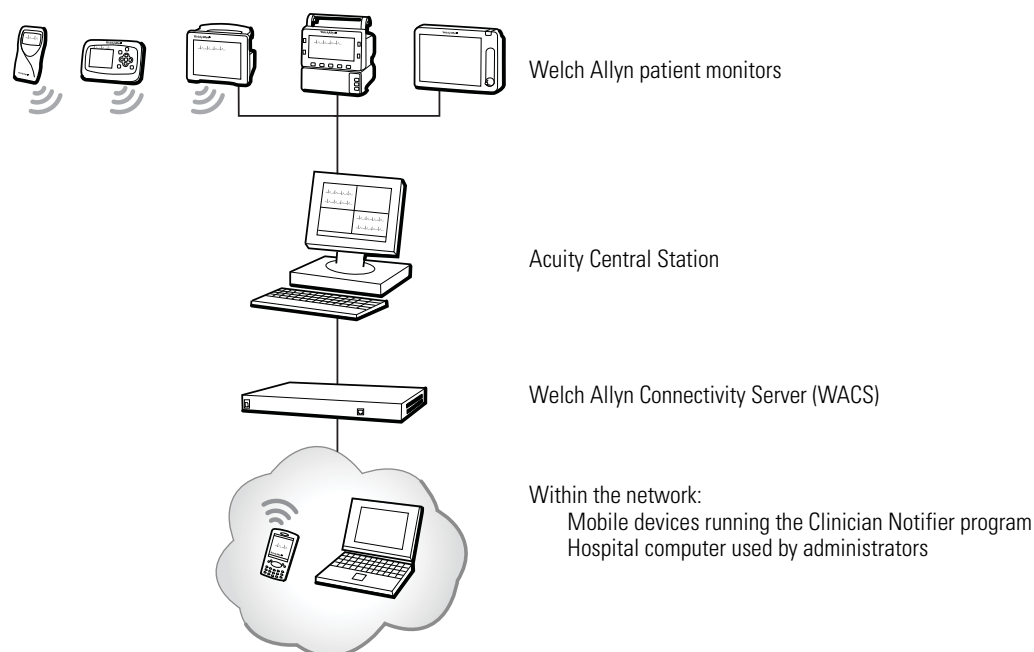 Welch Allyn patient monitors
Acuity Central Station
Welch Allyn Connectivity Server (WACS)
Within the network:
Mobile devices running the Clinician Notifier program
Hospital computer used by administrators